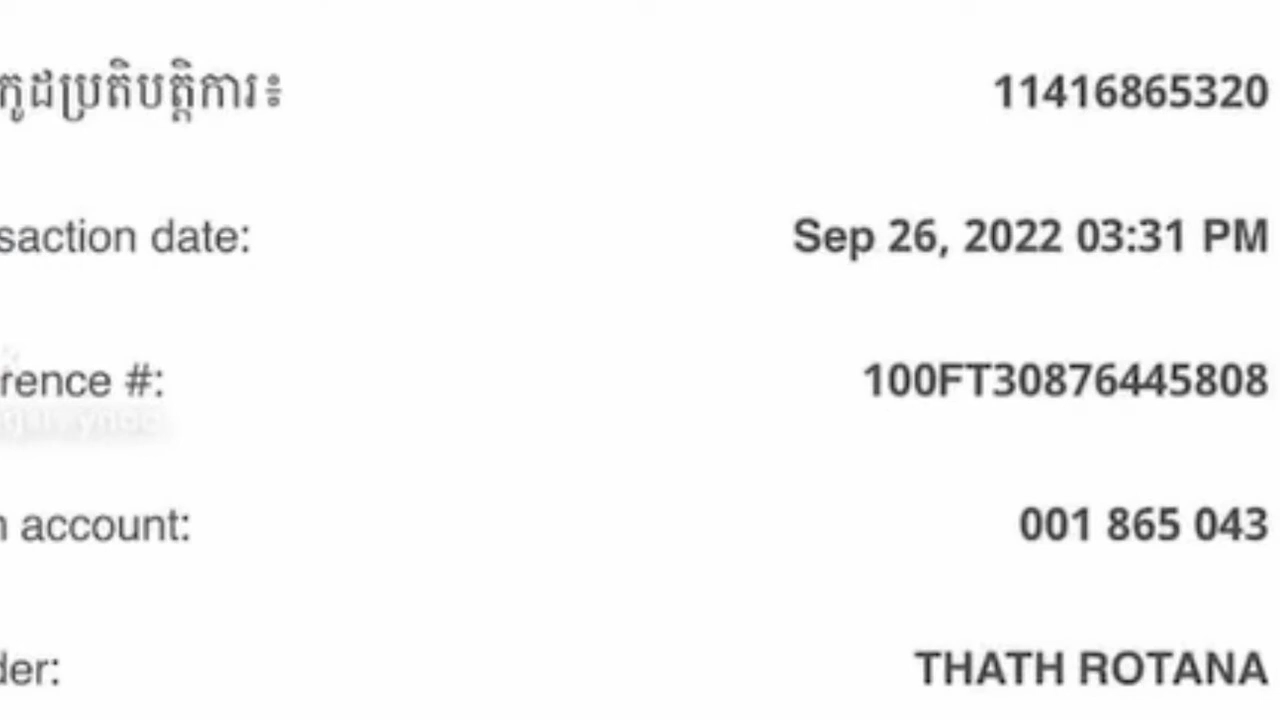 កូដប្រតិបត្តិការ៖ 11416865320
saction date: Sep 26, 2022 03:31 PM
rence #: 100FT30876445808
account: 001 865 043
der: THATH ROTANA